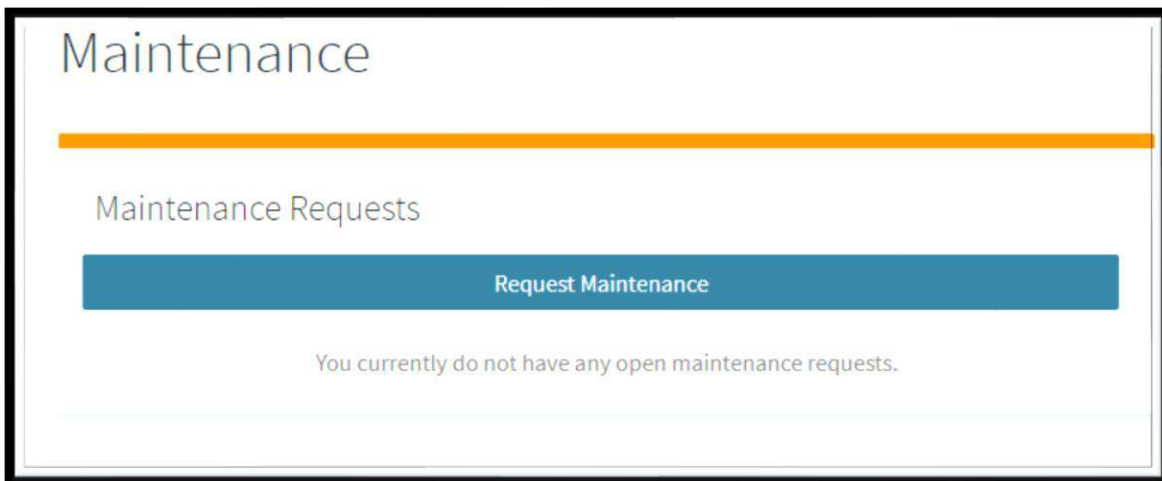 Maintenance
Maintenance Requests
Request Maintenance
You currently do not have any open maintenance requests.